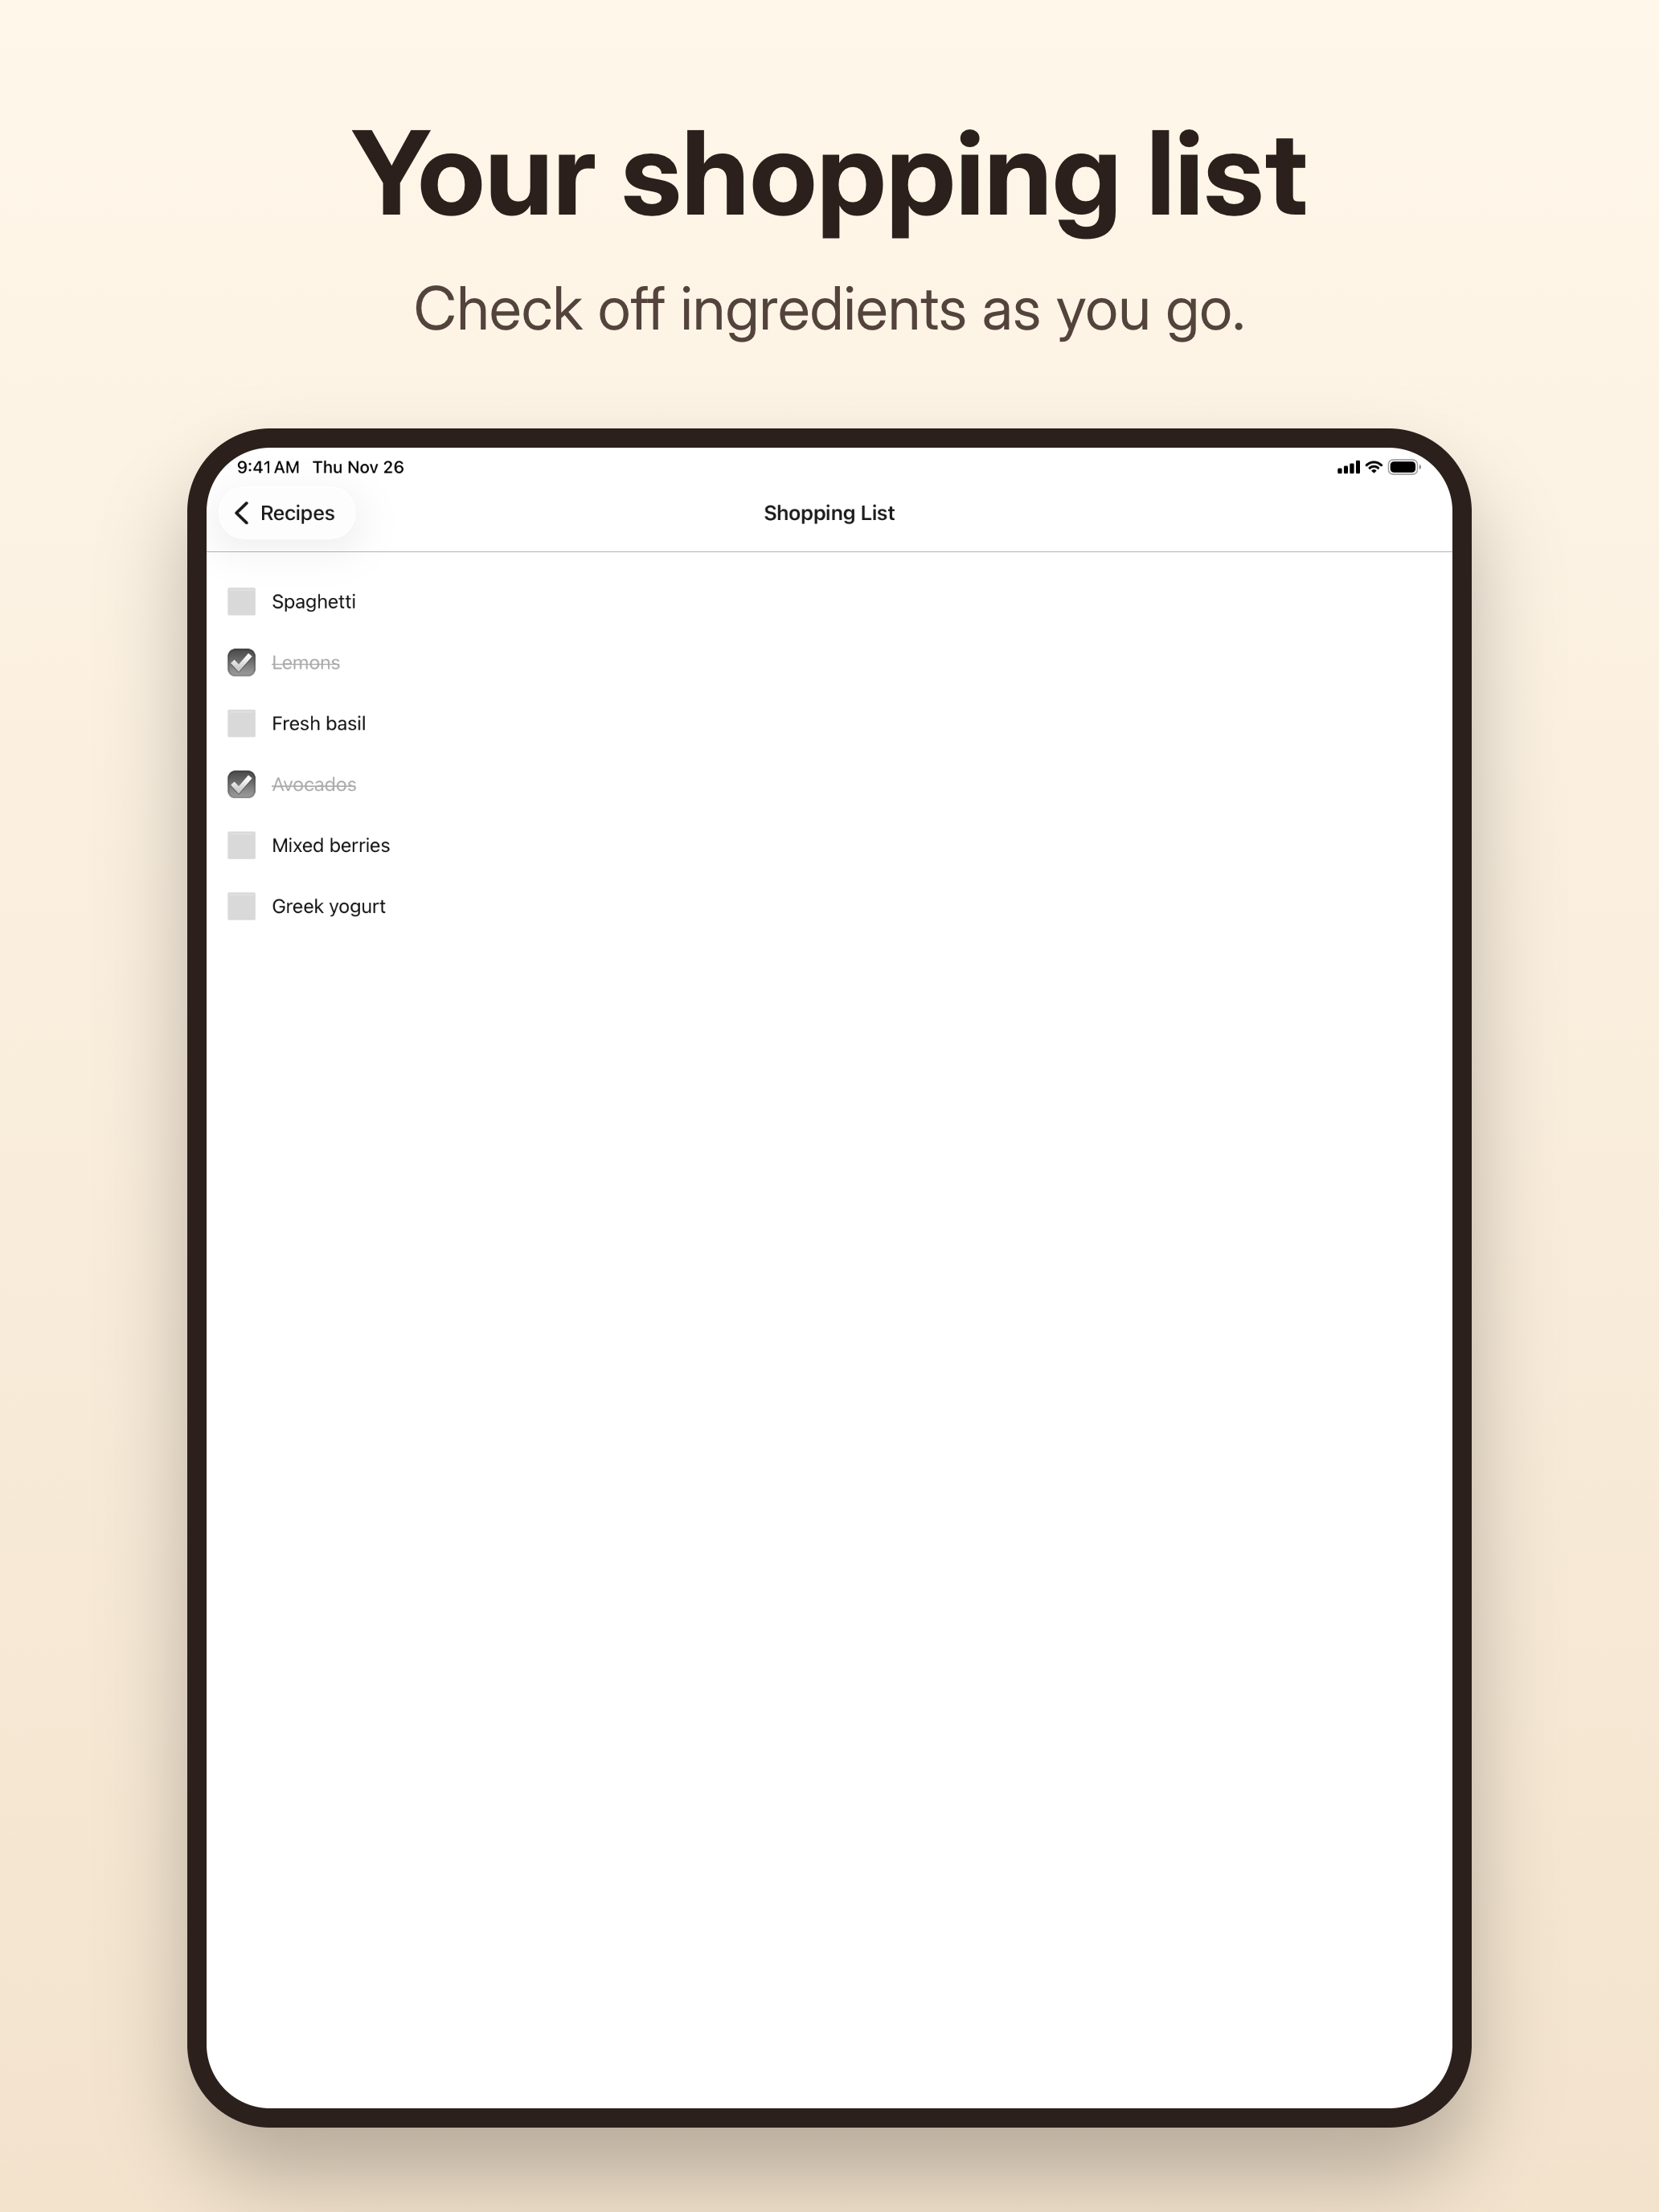 Your shopping list
Check off ingredients as you go.
9:41 AM Thu Nov 26
Recipes
Shopping List
Spaghetti
Lemons
Fresh basil
Avocados
Mixed berries
Greek yogurt